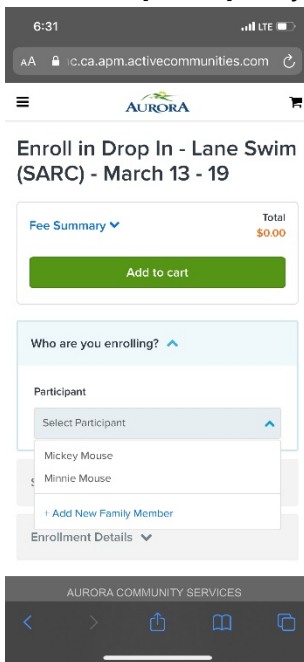 6:31
LTE
AA
nc.ca.apm.activecommunities.com
AURORA
Enroll in Drop In - Lane Swim
(SARC) - March 13 - 19
Fee Summary
Total
$0.00
Add to cart
Who are you enrolling?
Participant
Select Participant
Mickey Mouse
Minnie Mouse
+ Add New Family Member
Enrollment Details
AURORA COMMUNITY SERVICES